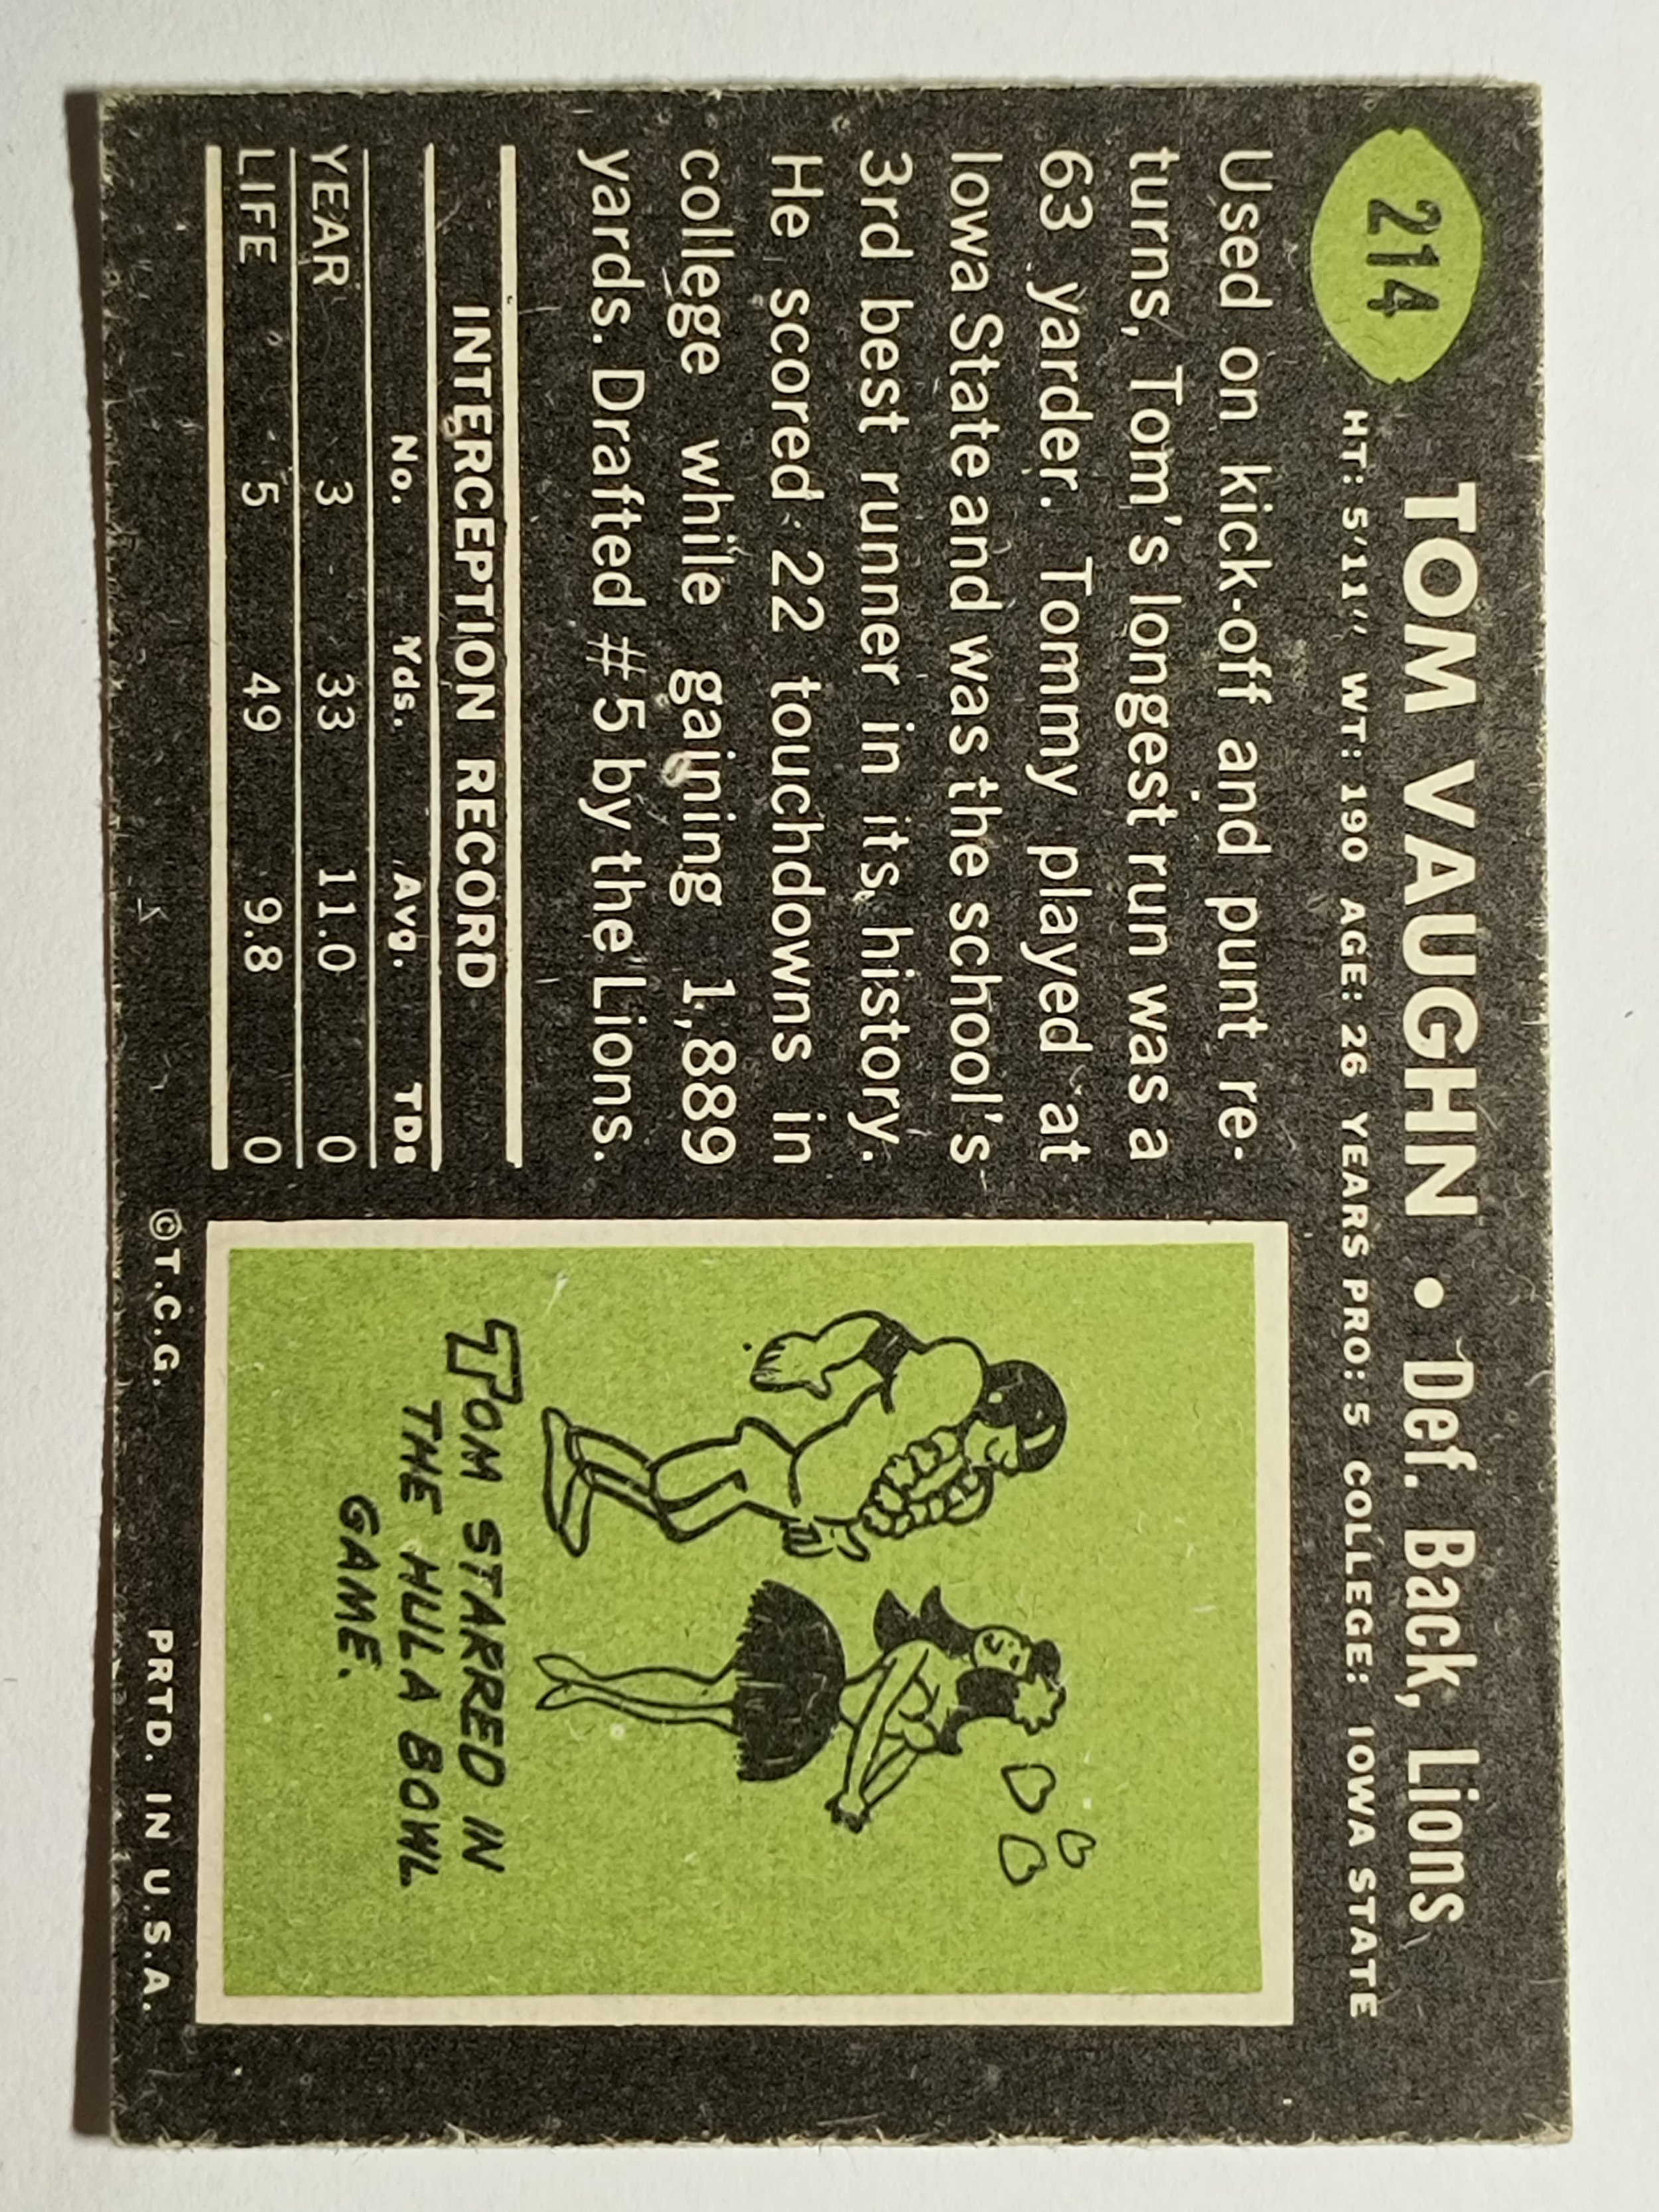 214
TOM VAUGHN • Def. Back, Lions
HT: 5'11" WT: 190 AGE: 26 YEARS PRO: 5 COLLEGE: IOWA STATE
Used on kick-off and punt re-
turns, Tom's longest run was a
63 yarder. Tommy played at
Iowa State and was the school's
3rd best runner in its history.
He scored 22 touchdowns in
college while gaining 1,889
yards. Drafted #5 by the Lions.
INTERCEPTION RECORD
No. Yds. Avg. TDs
YEAR 3 33 11.0 0
LIFE 5 49 9.8 0
TOM STARRED IN
THE HULA BOWL
GAME.
©T.C.G. PRTD. IN U.S.A.